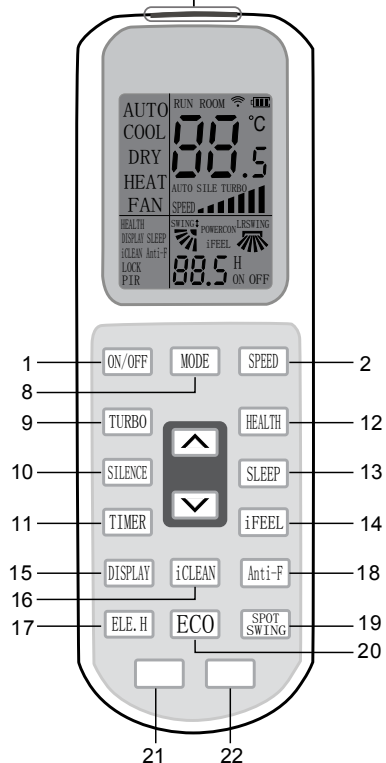 AUTO
COOL
DRY
HEAT
FAN
RUN ROOM
88.5 °C
AUTO SILE TURBO
SPEED
HEALTH
DISPLAY SLEEP
iCLEAN Anti-F
LOCK
PIR
SWING LRSWING
POWERCON
iFEEL
88.5 H
ON OFF
1 ON/OFF MODE SPEED 2
8
9 TURBO HEALTH 12
10 SILENCE SLEEP 13
11 TIMER iFEEL 14
15 DISPLAY iCLEAN Anti-F 18
16
17 ELE.H ECO SPOT SWING 19
20
21 22